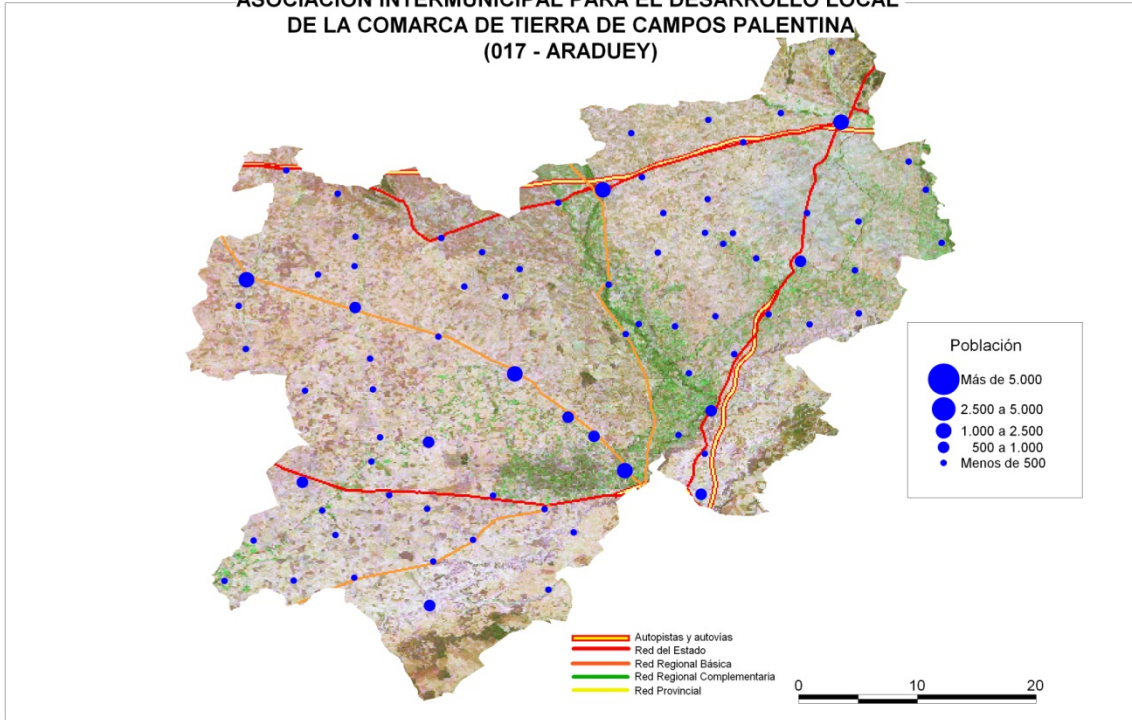 ASOCIACIÓN INTERMUNICIPAL PARA EL DESARROLLO LOCAL
DE LA COMARCA DE TIERRA DE CAMPOS PALENTINA
(017 - ARADUEY)
Población
Más de 5.000
2.500 a 5.000
1.000 a 2.500
500 a 1.000
Menos de 500
Autopistas y autovías
Red del Estado
Red Regional Básica
Red Regional Complementaria
Red Provincial
0 10 20